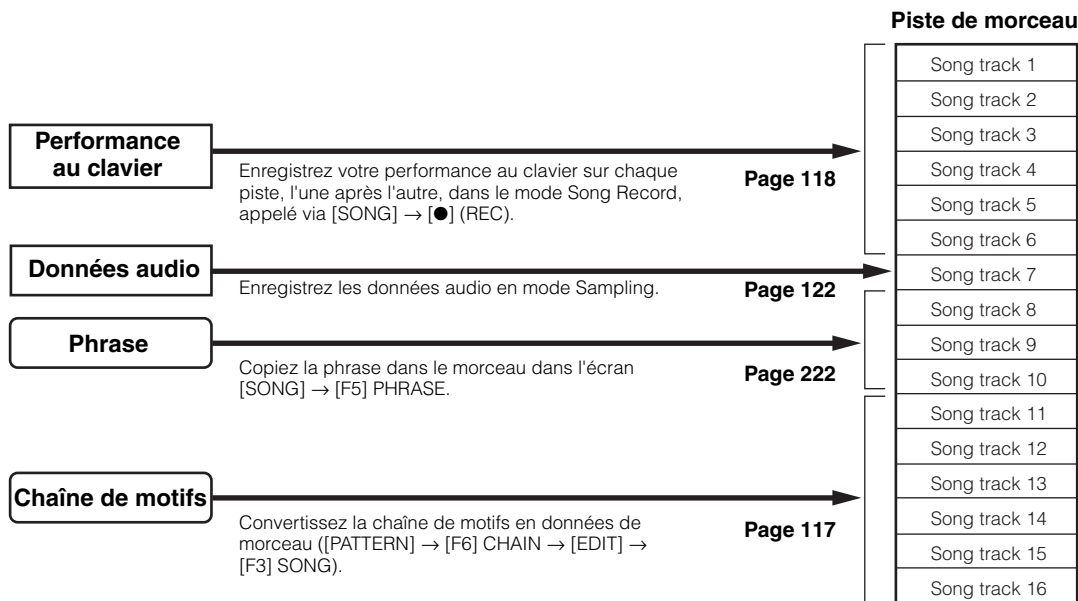 Piste de morceau
Song track 1
Song track 2
Song track 3
Song track 4
Song track 5
Song track 6
Song track 7
Song track 8
Song track 9
Song track 10
Song track 11
Song track 12
Song track 13
Song track 14
Song track 15
Song track 16
Performance
au clavier
Enregistrez votre performance au clavier sur chaque
piste, l'une après l'autre, dans le mode Song Record,
appelé via [SONG] → [●] (REC).
Page 118
Données audio
Enregistrez les données audio en mode Sampling.
Page 122
Phrase
Copiez la phrase dans le morceau dans l'écran
[SONG] → [F5] PHRASE.
Page 222
Chaîne de motifs
Convertissez la chaîne de motifs en données de
morceau ([PATTERN] → [F6] CHAIN → [EDIT] →
[F3] SONG).
Page 117